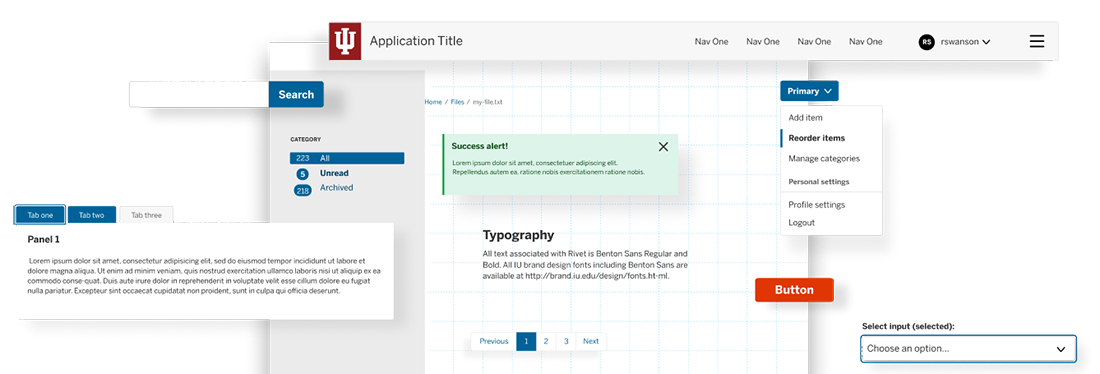 Application Title
Nav One
Nav One
Nav One
Nav One
RS
rswanson
Search
Home / Files / my-file.txt
Primary
Add item
Reorder items
Manage categories
Personal settings
Profile settings
Logout
CATEGORY
223 All
5 Unread
218 Archived
Success alert!
Lorem ipsum dolor sit amet, consectetuer adipiscing elit.
Repellendus autem ea. ratione nobis exercitationem ratione nobis.
Tab one
Tab two
Tab three
Panel 1
Lorem ipsum dolor sit amet, consectetur adipisicing elit, sed do eiusmod tempor incididunt ut labore et
dolore magna aliqua. Ut enim ad minim veniam, quis nostrud exercitation ullamco laboris nisi ut aliquip ex ea
commodo conse-quat. Duis aute irure dolor in reprehenderit in voluptate velit esse cillum dolore eu fugiat
nulla pariatur. Excepteur sint occaecat cupidatat non proident, sunt in culpa qui officia deserunt.
Typography
All text associated with Rivet is Benton Sans Regular and
Bold. All IU brand design fonts including Benton Sans are
available at http://brand.iu.edu/design/fonts.ht-ml.
Button
Previous
1
2
3
Next
Select input (selected):
Choose an option...